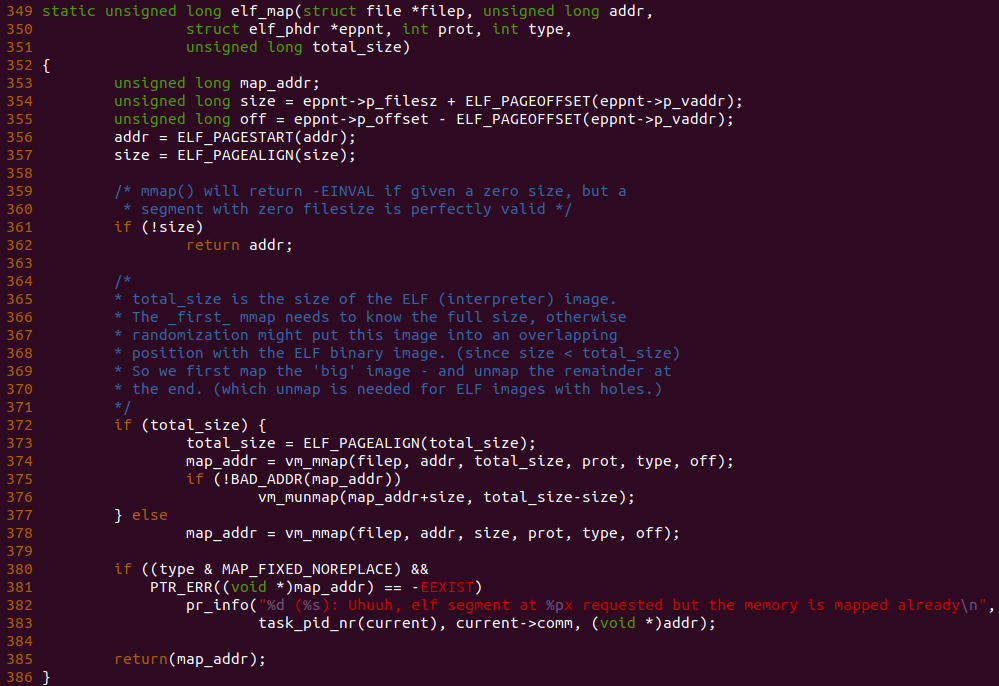 349 static unsigned long elf_map(struct file *filep, unsigned long addr,
350                 struct elf_phdr *eppnt, int prot, int type,
351                 unsigned long total_size)
352 {
353         unsigned long map_addr;
354         unsigned long size = eppnt->p_filesz + ELF_PAGEOFFSET(eppnt->p_vaddr);
355         unsigned long off = eppnt->p_offset - ELF_PAGEOFFSET(eppnt->p_vaddr);
356         addr = ELF_PAGESTART(addr);
357         size = ELF_PAGEALIGN(size);
358
359         /* mmap() will return -EINVAL if given a zero size, but a
360          * segment with zero filesize is perfectly valid */
361         if (!size)
362                 return addr;
363
364         /*
365         * total_size is the size of the ELF (interpreter) image.
366         * The _first_ mmap needs to know the full size, otherwise
367         * randomization might put this image into an overlapping
368         * position with the ELF binary image. (since size < total_size)
369         * So we first map the 'big' image - and unmap the remainder at
370         * the end. (which unmap is needed for ELF images with holes.)
371         */
372         if (total_size) {
373                 total_size = ELF_PAGEALIGN(total_size);
374                 map_addr = vm_mmap(filep, addr, total_size, prot, type, off);
375                 if (!BAD_ADDR(map_addr))
376                         vm_munmap(map_addr+size, total_size-size);
377         } else
378                 map_addr = vm_mmap(filep, addr, size, prot, type, off);
379
380         if ((type & MAP_FIXED_NOREPLACE) &&
381             PTR_ERR((void *)map_addr) == -EEXIST)
382                 pr_info("%d (%s): Uhuuh, elf segment at %px requested but the memory is mapped already\n",
383                         task_pid_nr(current), current->comm, (void *)addr);
384
385         return(map_addr);
386 }